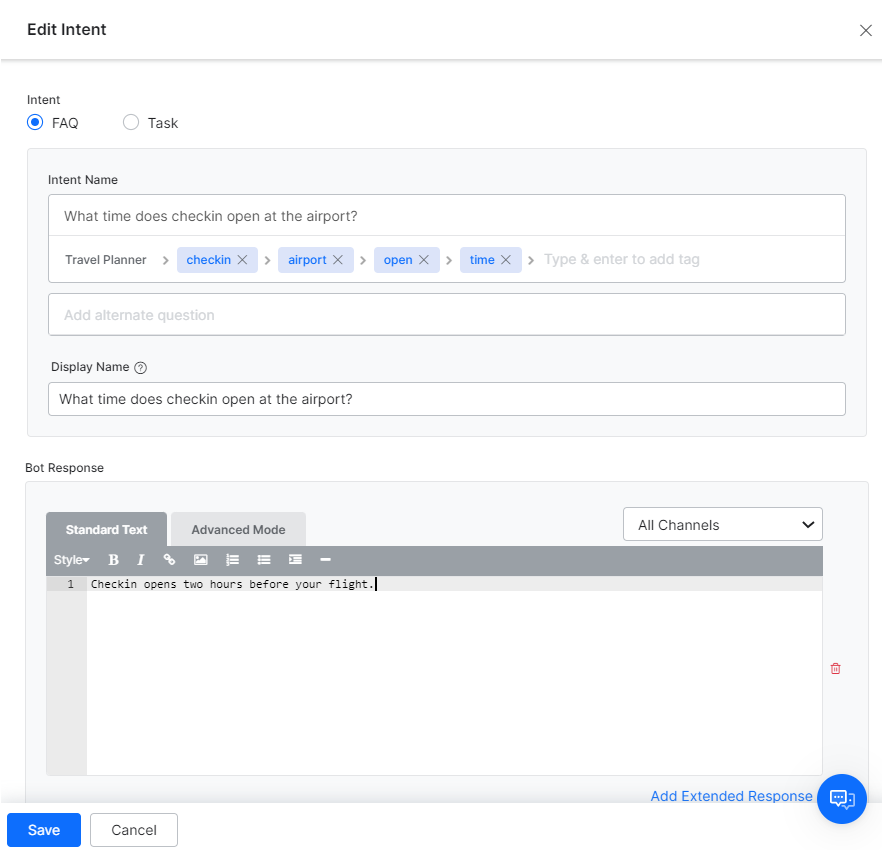 Edit Intent
Intent
FAQ Task
Intent Name
What time does checkin open at the airport?
Travel Planner checkin airport open time Type & enter to add tag
Add alternate question
Display Name ?
What time does checkin open at the airport?
Bot Response
Standard Text Advanced Mode All Channels
Style B I
1 Checkin opens two hours before your flight.
Add Extended Response
Save Cancel